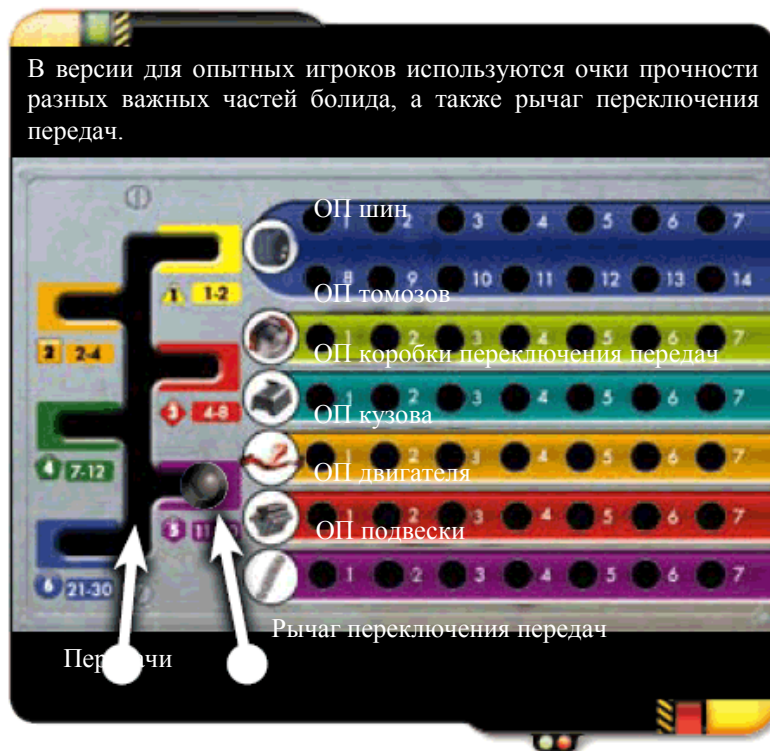 В версии для опытных игроков используются очки прочности
разных важных частей болида, а также рычаг переключения
передач.
ОП шин
1 2 3 4 5 6 7
8 9 10 11 12 13 14
ОП томозов
1 2 3 4 5 6 7
ОП коробки переключения передач
1 2 3 4 5 6 7
ОП кузова
1 2 3 4 5 6 7
ОП двигателя
1 2 3 4 5 6 7
ОП подвески
1 2 3 4 5 6 7
1 1-2
2 2-4
3 4-8
4 7-12
5
6 21-30
Рычаг переключения передач
Передачи